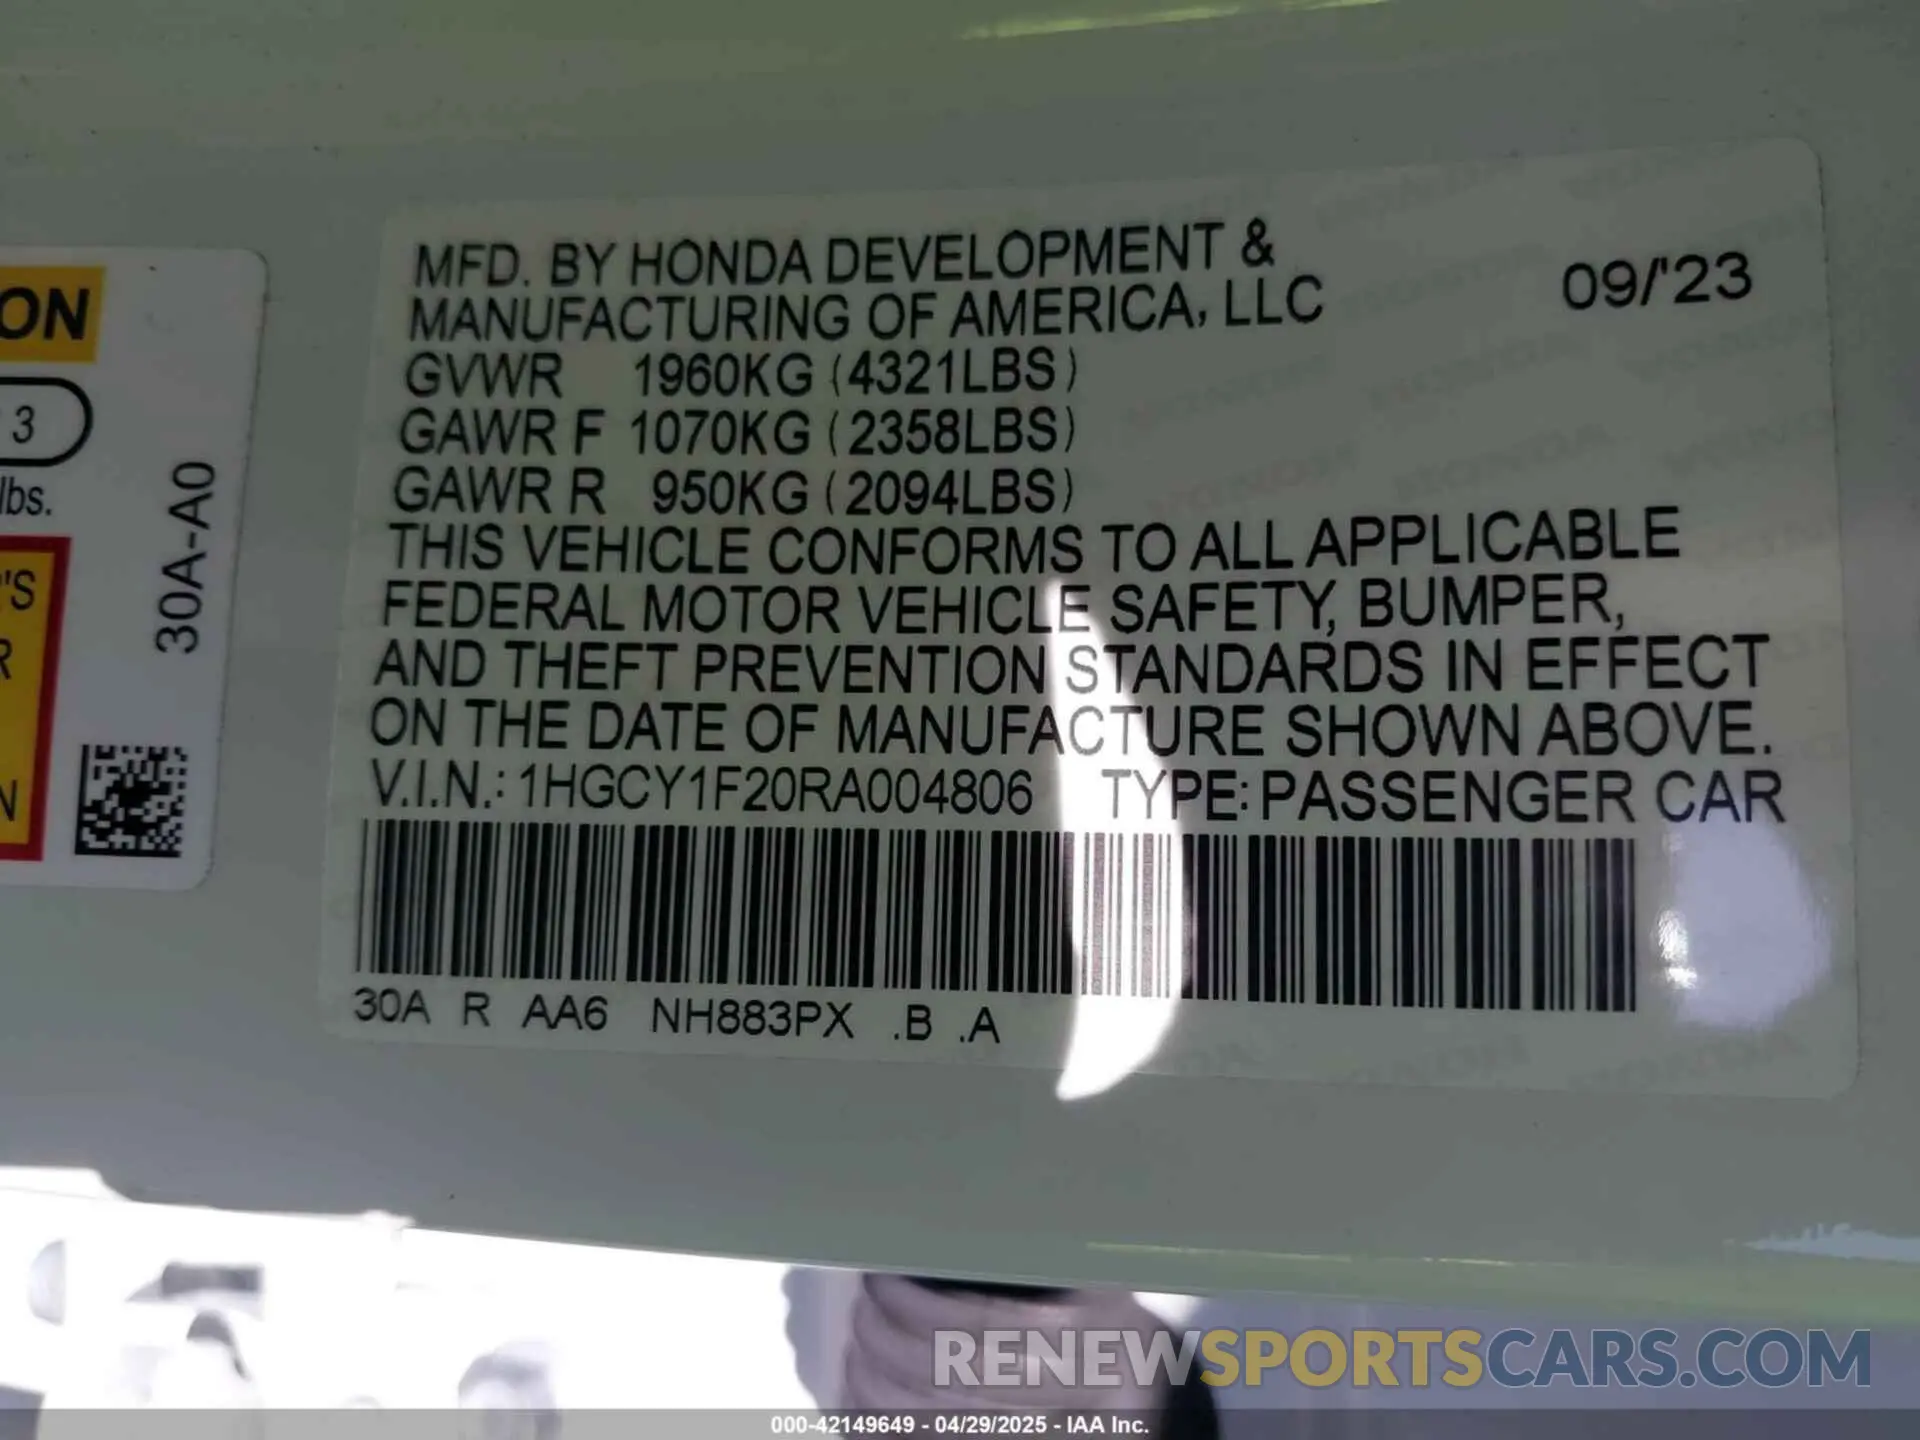 MFD. BY HONDA DEVELOPMENT &
MANUFACTURING OF AMERICA, LLC
09/'23
GVWR 1960KG (4321LBS)
GAWR F 1070KG (2358LBS)
GAWR R 950KG (2094LBS)
THIS VEHICLE CONFORMS TO ALL APPLICABLE
FEDERAL MOTOR VEHICLE SAFETY, BUMPER,
AND THEFT PREVENTION STANDARDS IN EFFECT
ON THE DATE OF MANUFACTURE SHOWN ABOVE.
V.I.N.: 1HGCY1F20RA004806 TYPE: PASSENGER CAR
30A R AA6 NH883PX .B .A
ON
3
lbs.
'S
R
N
30A-A0
RENEWSPORTSCARS.COM
000-42149649 - 04/29/2025 - IAA Inc.